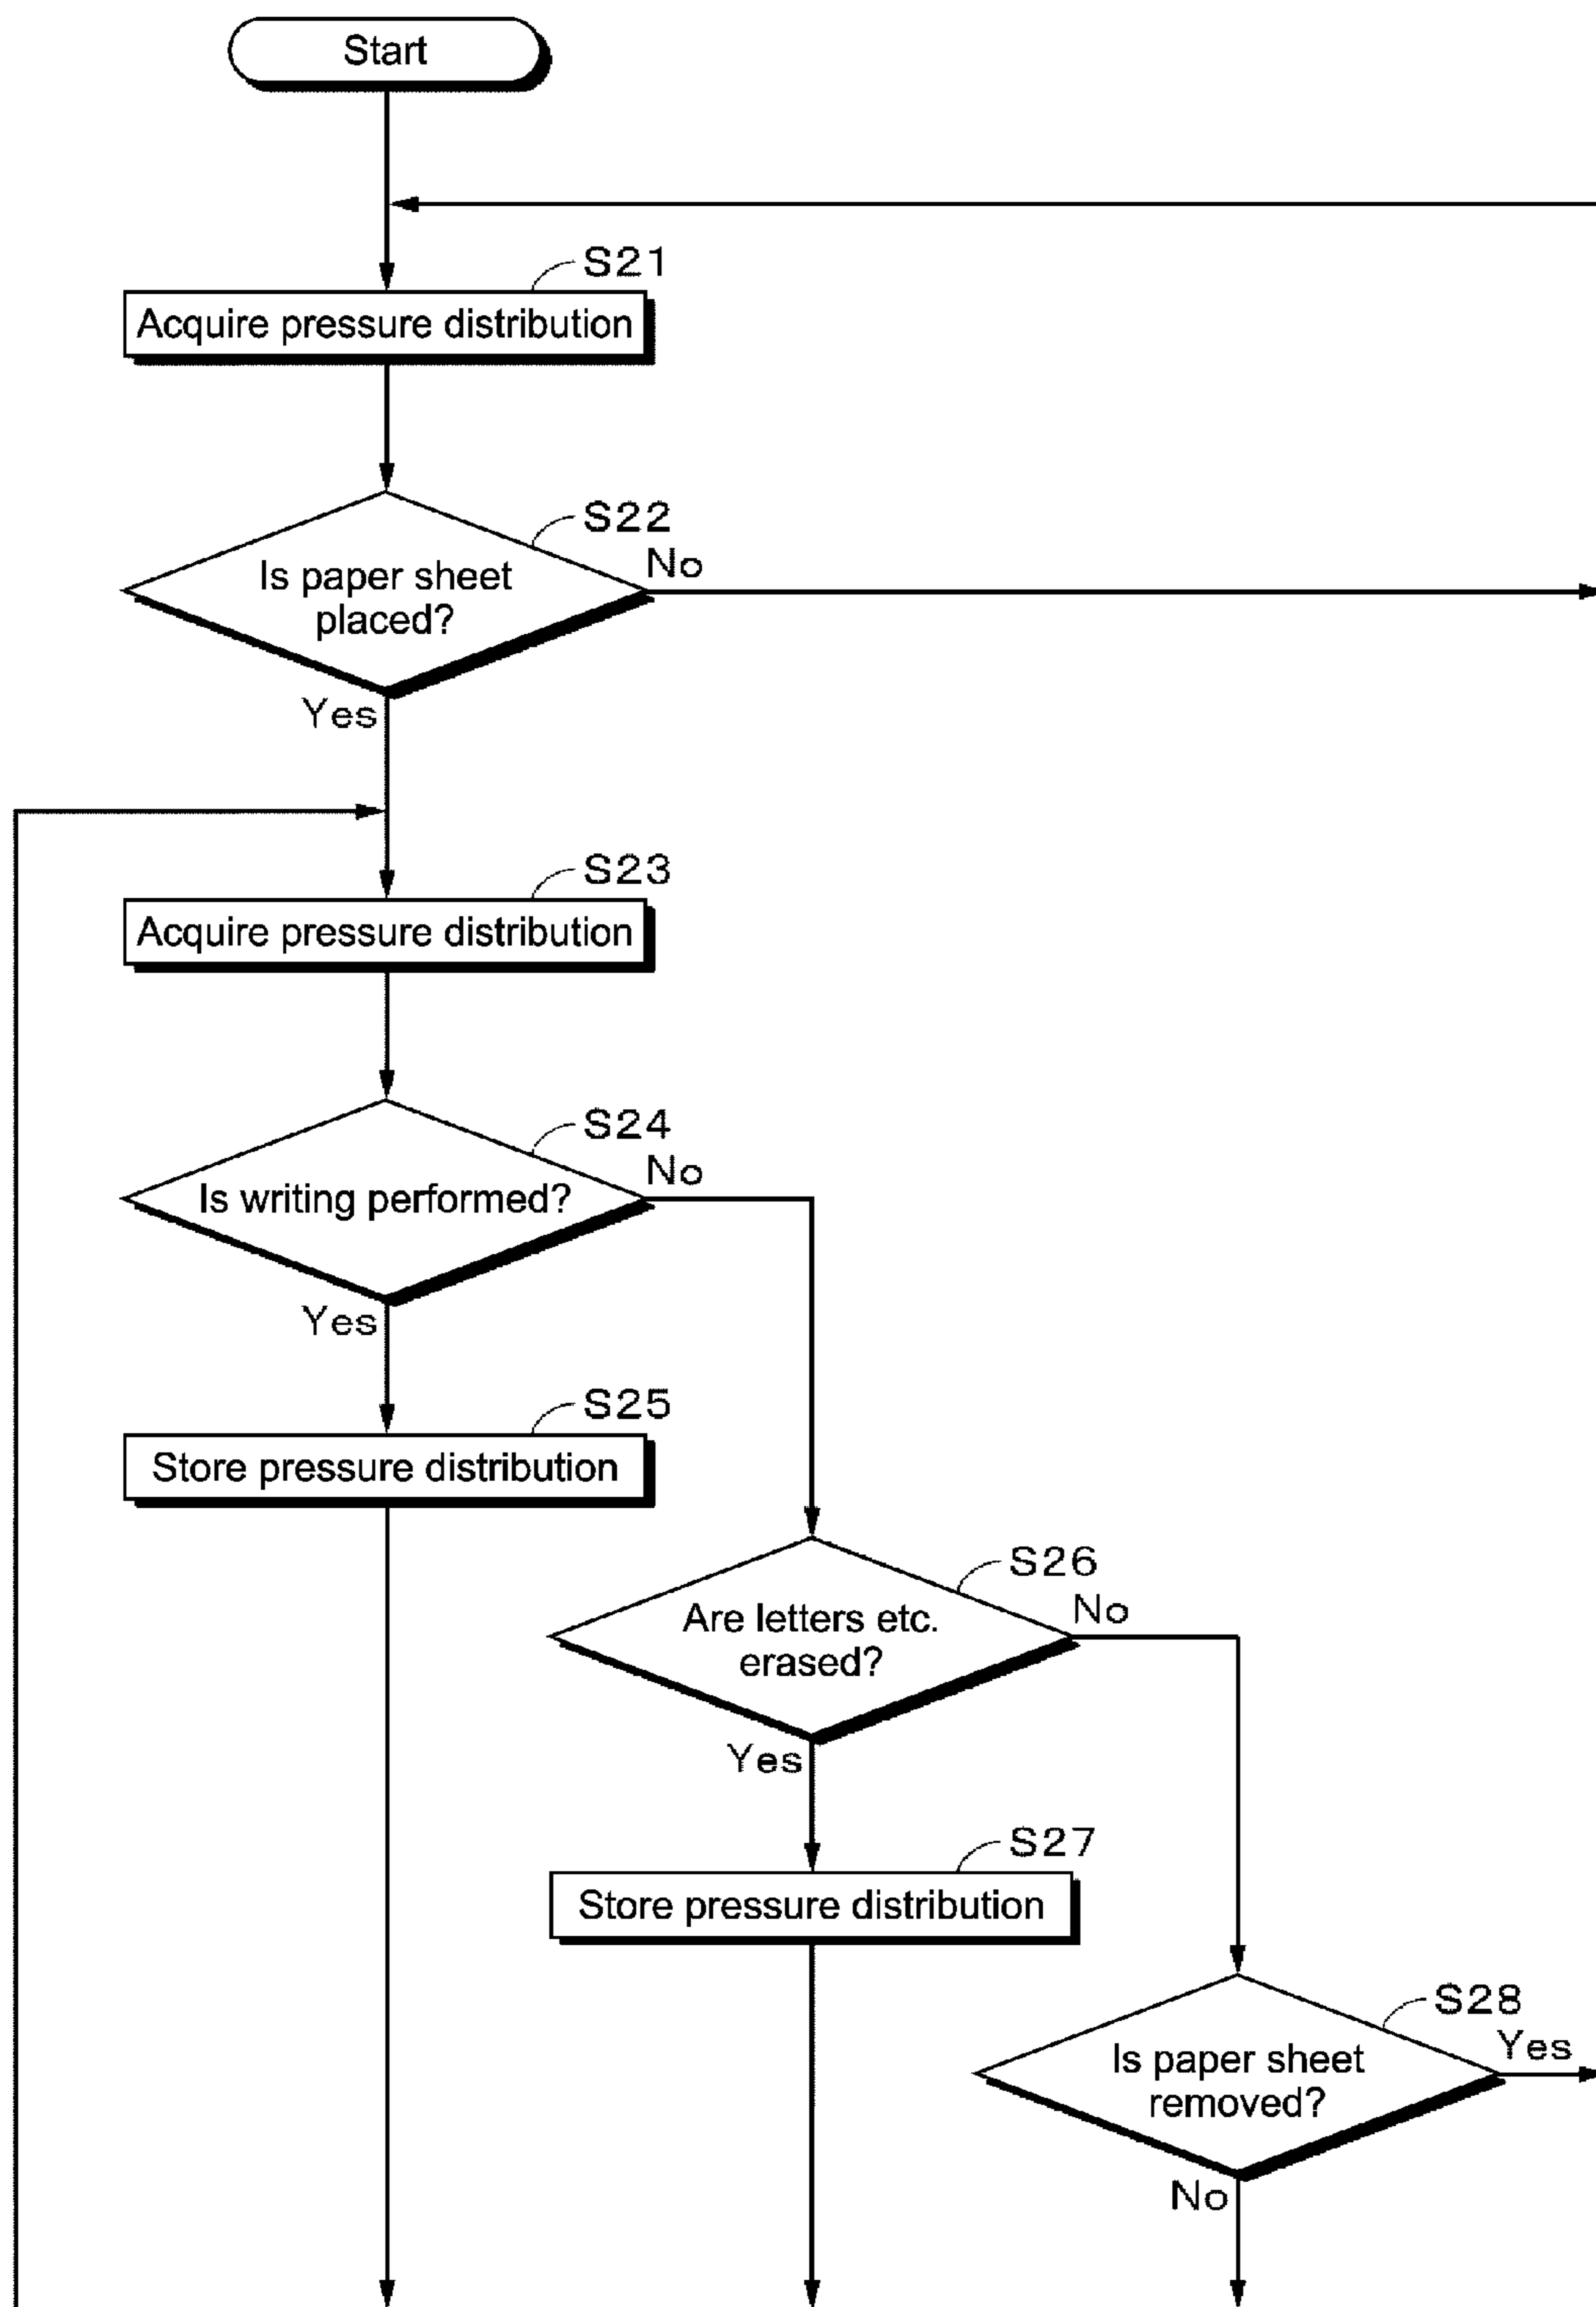 Start
S21
Acquire pressure distribution
S22
Is paper sheet
placed?
No
Yes
S23
Acquire pressure distribution
S24
Is writing performed?
No
Yes
S25
Store pressure distribution
S26
Are letters etc.
erased?
No
Yes
S27
Store pressure distribution
S28
Is paper sheet
removed?
Yes
No